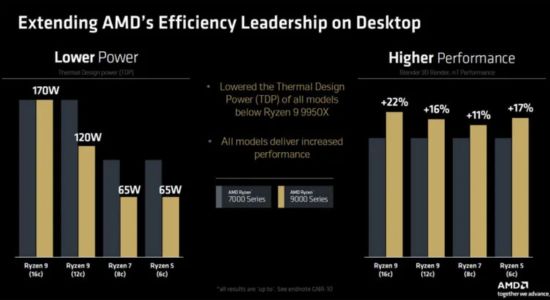 Extending AMD's Efficiency Leadership on Desktop
Lower Power
Thermal Design power (TDP)
170W
120W
65W
65W
Ryzen 9
(16c)
Ryzen 9
(12c)
Ryzen 7
(8c)
Ryzen 5
(6c)
• Lowered the Thermal Design
Power (TDP) of all models
below Ryzen 9 9950X
• All models deliver increased
performance
AMD Ryzen
7000 Series
AMD Ryzen
9000 Series
Higher Performance
Blender 3D Render, nT Performance
+22%
+16%
+11%
+17%
Ryzen 9
(16c)
Ryzen 9
(12c)
Ryzen 7
(8c)
Ryzen 5
(6c)
*all results are 'up to'. See endnote GNR-10
AMD
together we advance_